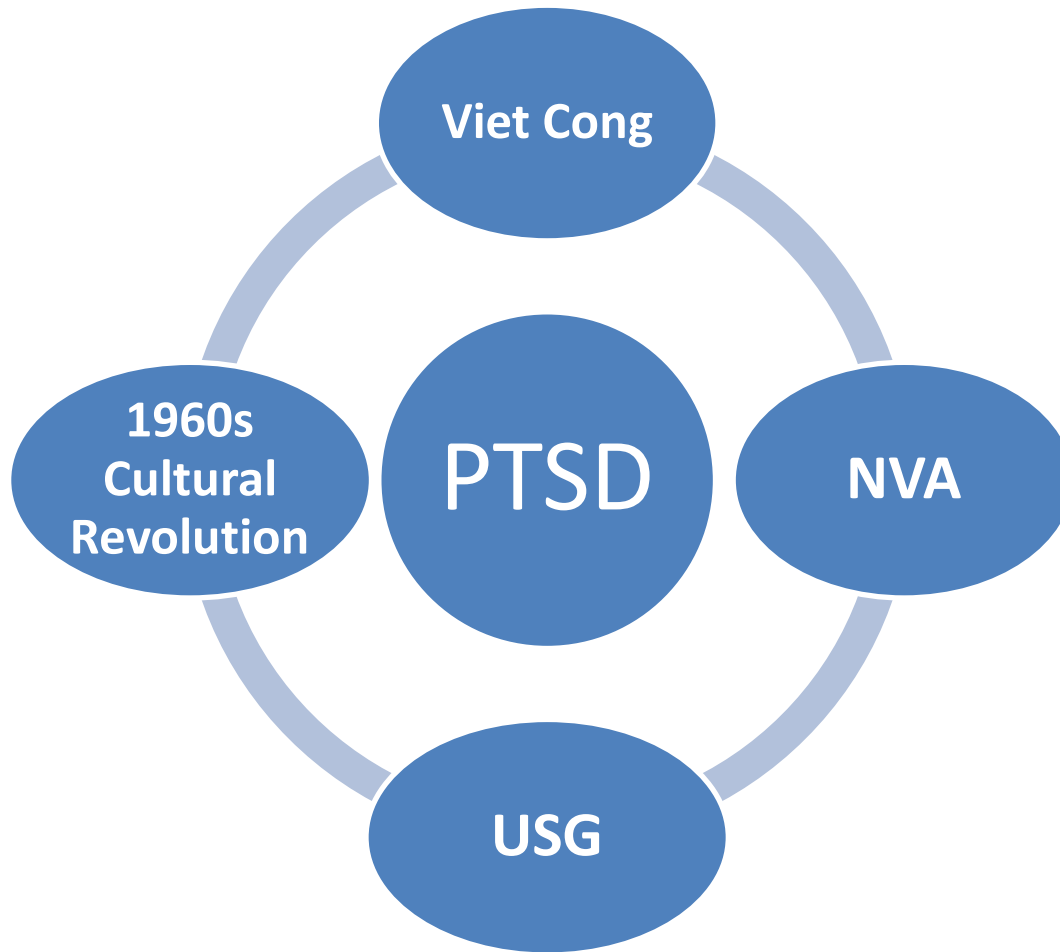 Viet Cong
1960s
Cultural
Revolution
PTSD
NVA
USG